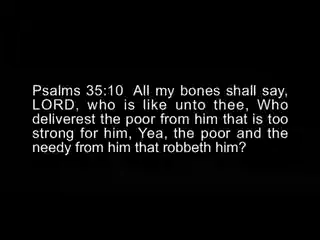 Psalms 35:10  All my bones shall say,
LORD, who is like unto thee, Who
deliverest the poor from him that is too
strong for him, Yea, the poor and the
needy from him that robbeth him?